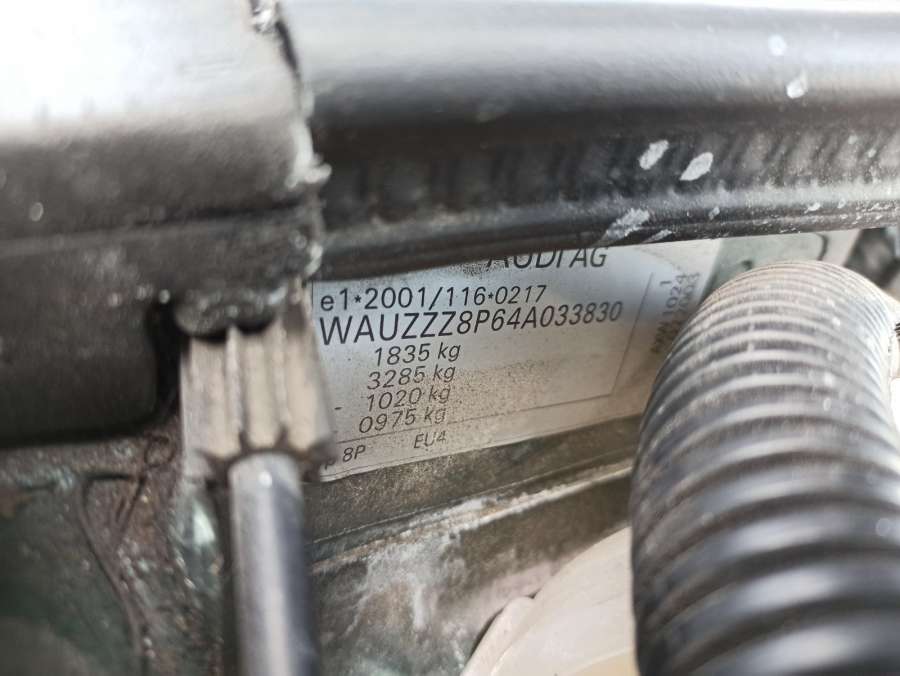 AUDI AG
e1*2001/116*0217
WAUZZZ8P64A033830
1835 kg
3285 kg
- 1020 kg
0975 kg
8P EU4